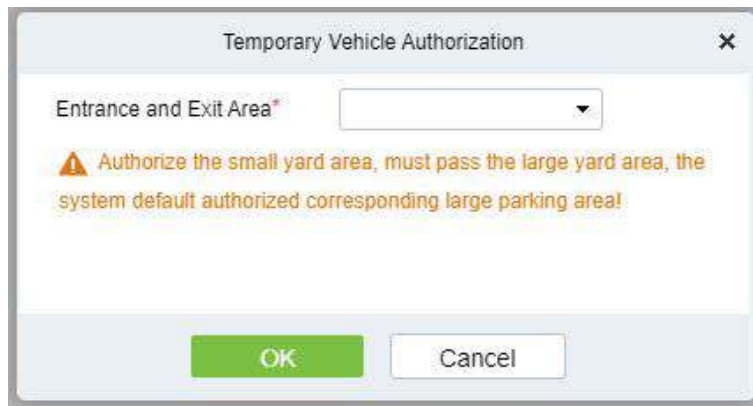 Temporary Vehicle Authorization
Entrance and Exit Area*
Authorize the small yard area, must pass the large yard area, the
system default authorized corresponding large parking area!
OK
Cancel